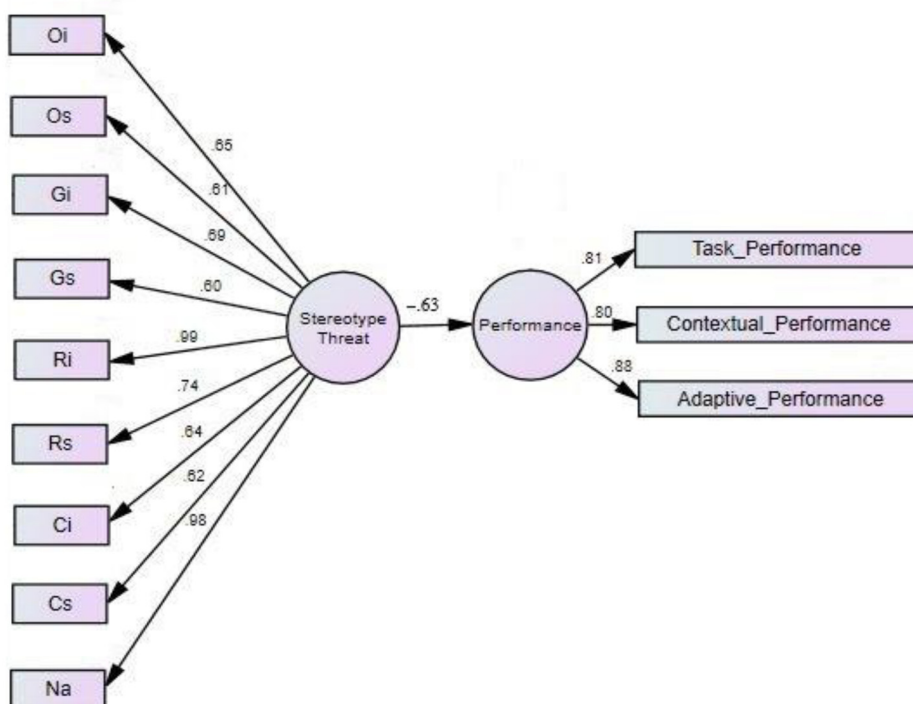 Oi
Os
Gi
Gs
Ri
Rs
Ci
Cs
Na
.65
.61
.69
.60
.99
.74
.64
.62
.98
Stereotype
Threat
–.63
Performance
.81
.80
.88
Task_Performance
Contextual_Performance
Adaptive_Performance